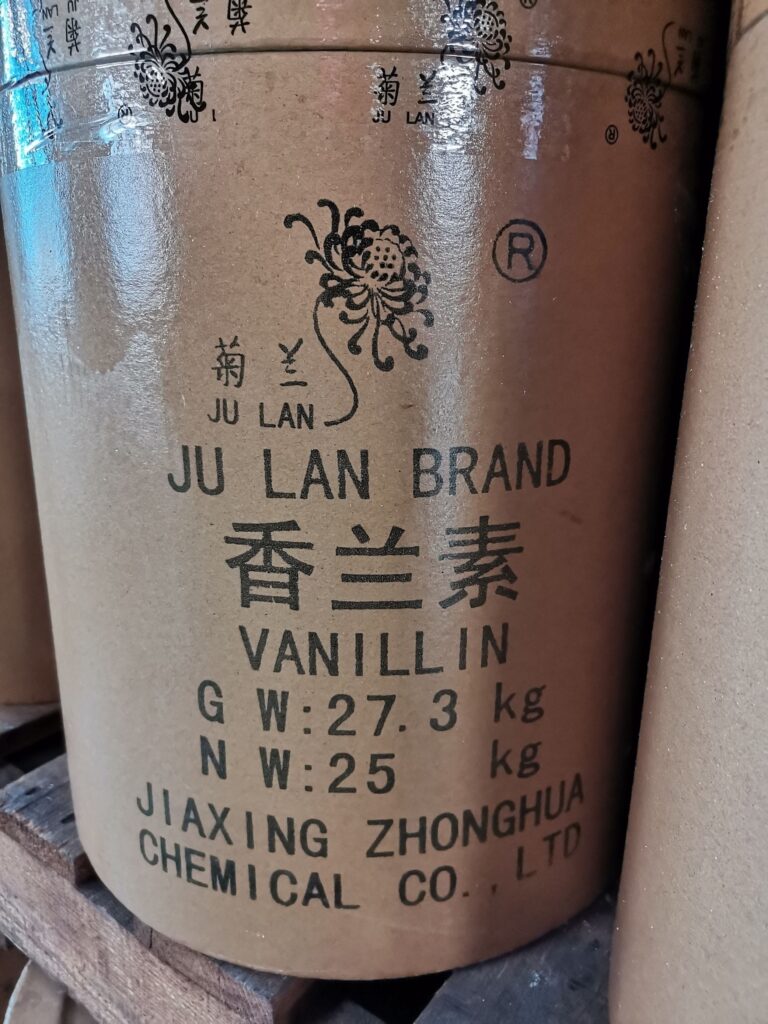 菊兰
JU LAN
®
菊 兰
JU LAN
JU LAN BRAND
香兰素
VANILLIN
G W:27.3 kg
N W:25 kg
JIAXING ZHONGHUA
CHEMICAL CO.,LTD